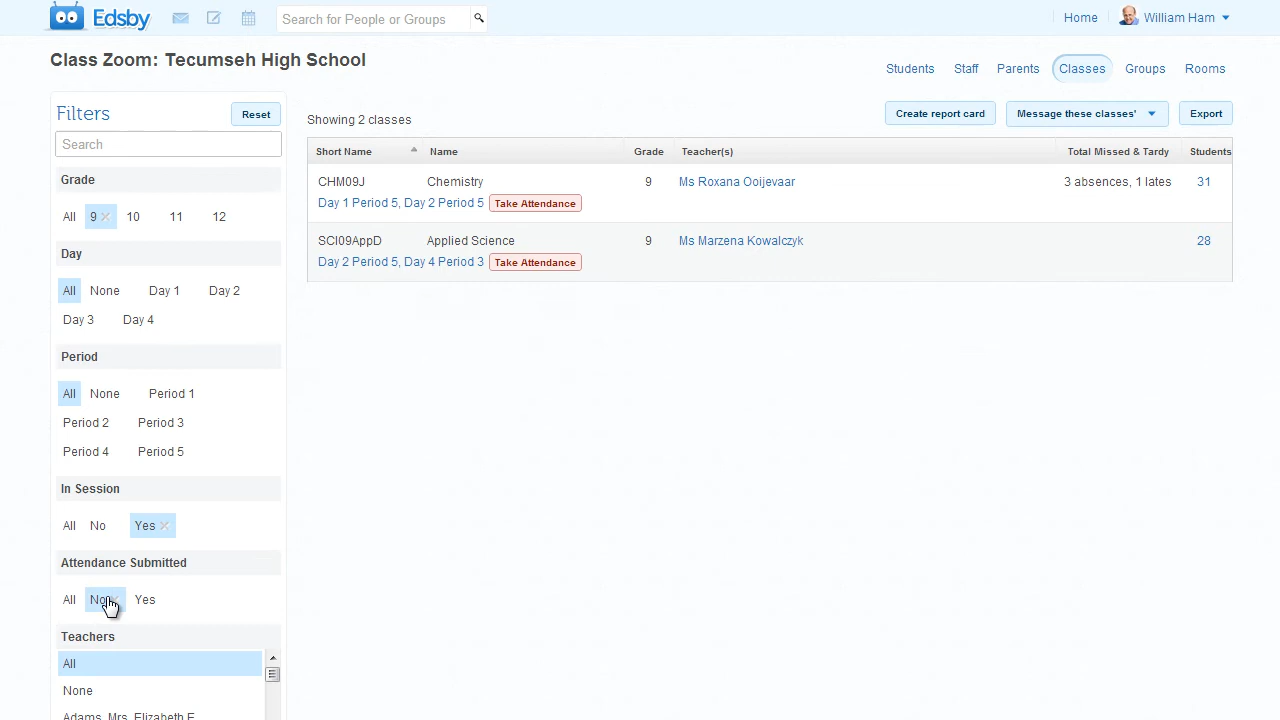 Edsby
Search for People or Groups
Home
William Ham
Class Zoom: Tecumseh High School
Students Staff Parents Classes Groups Rooms
Filters
Reset
Search
Grade
All 9 10 11 12
Day
All None Day 1 Day 2
Day 3 Day 4
Period
All None Period 1
Period 2 Period 3
Period 4 Period 5
In Session
All No Yes
Attendance Submitted
All No Yes
Teachers
All
None
Adams, Mrs. Elizabeth E
Showing 2 classes
Create report card
Message these classes'
Export
Short Name Name Grade Teacher(s) Total Missed & Tardy Students
CHM09J Chemistry 9 Ms Roxana Ooijevaar 3 absences, 1 lates 31
Day 1 Period 5, Day 2 Period 5 Take Attendance
SCI09AppD Applied Science 9 Ms Marzena Kowalczyk 28
Day 2 Period 5, Day 4 Period 3 Take Attendance